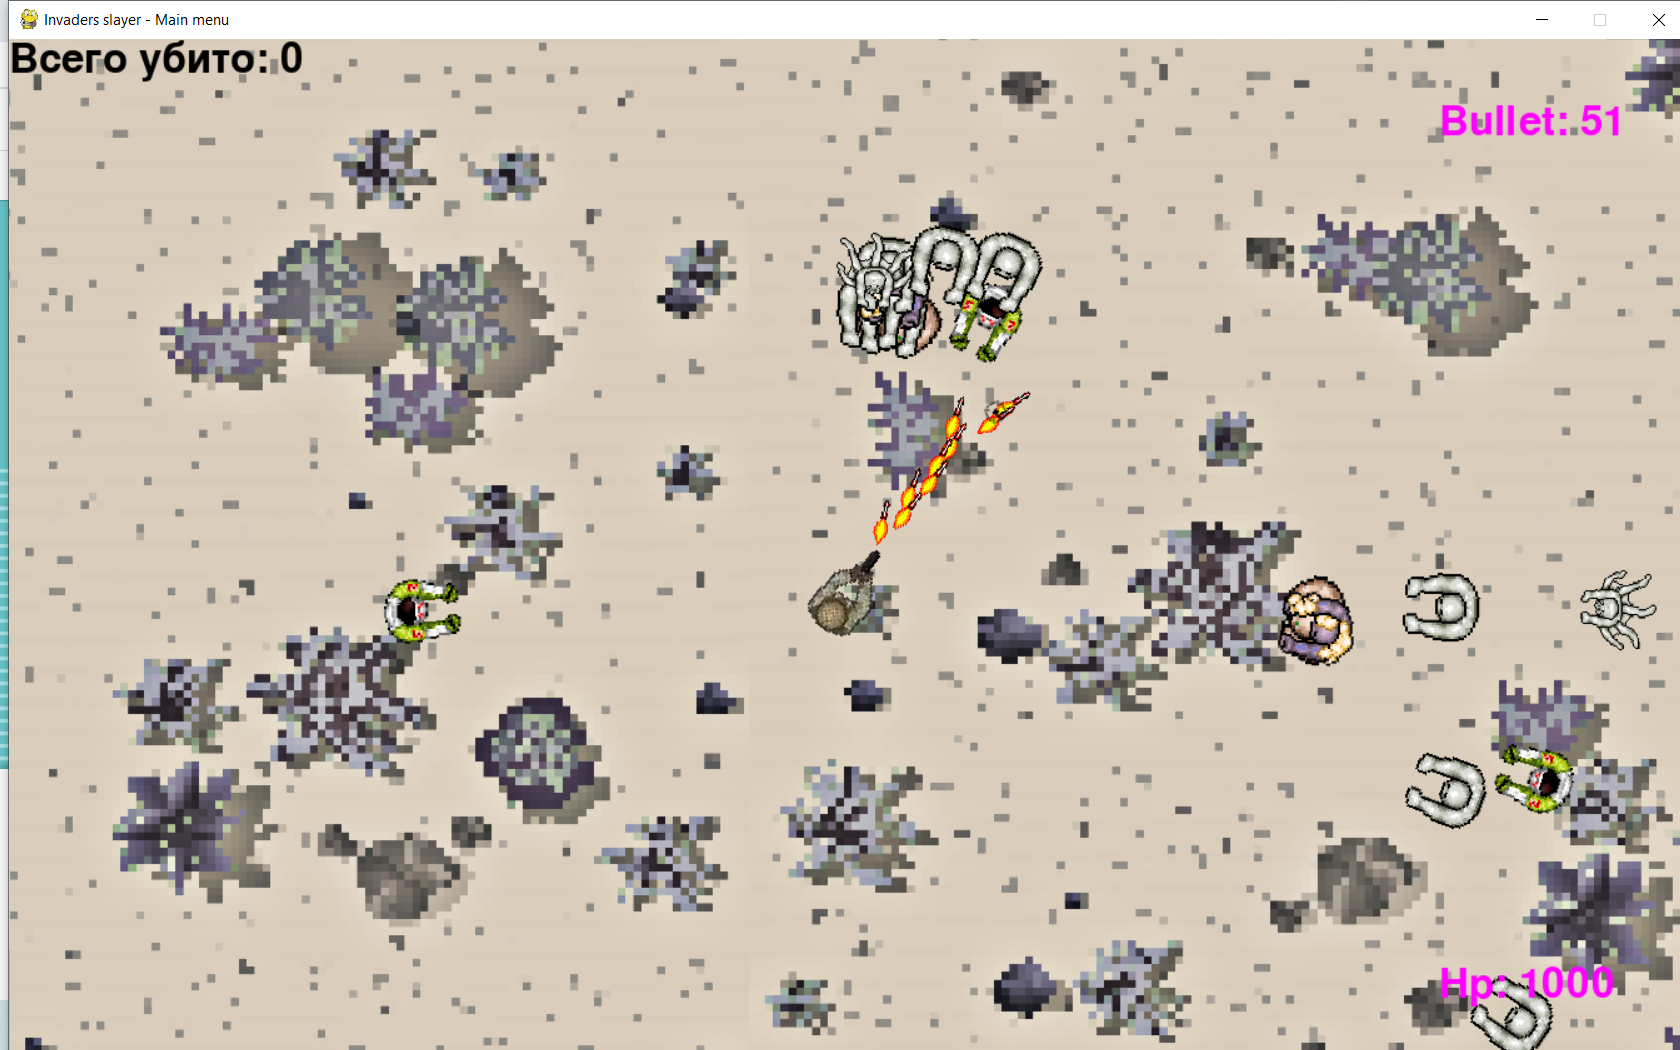 Invaders slayer - Main menu
Всего убито: 0
Bullet: 51
Hp: 1000